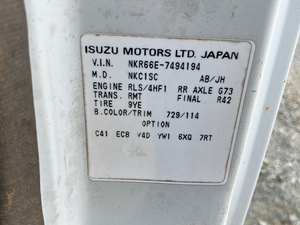 ISUZU MOTORS LTD. JAPAN
V.I.N. NKR66E-7494194
M.D. NKC1SC AB/JH
ENGINE RLS/4HF1 RR AXLE G73
TRANS. RMT FINAL R42
TIRE 9YE
B.COLOR/TRIM 729/114
OPTION
C41 EC8 V4D YW1 6XQ 7RT